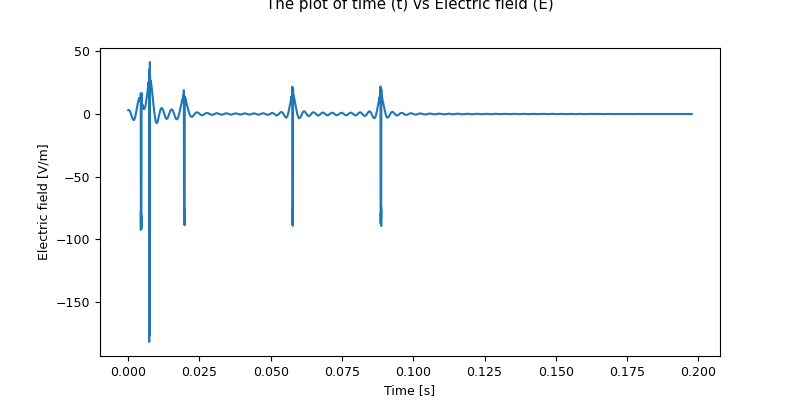 The plot of time (t) vs Electric field (E)
50
0
−50
−100
−150
Electric field [V/m]
0.000 0.025 0.050 0.075 0.100 0.125 0.150 0.175 0.200
Time [s]